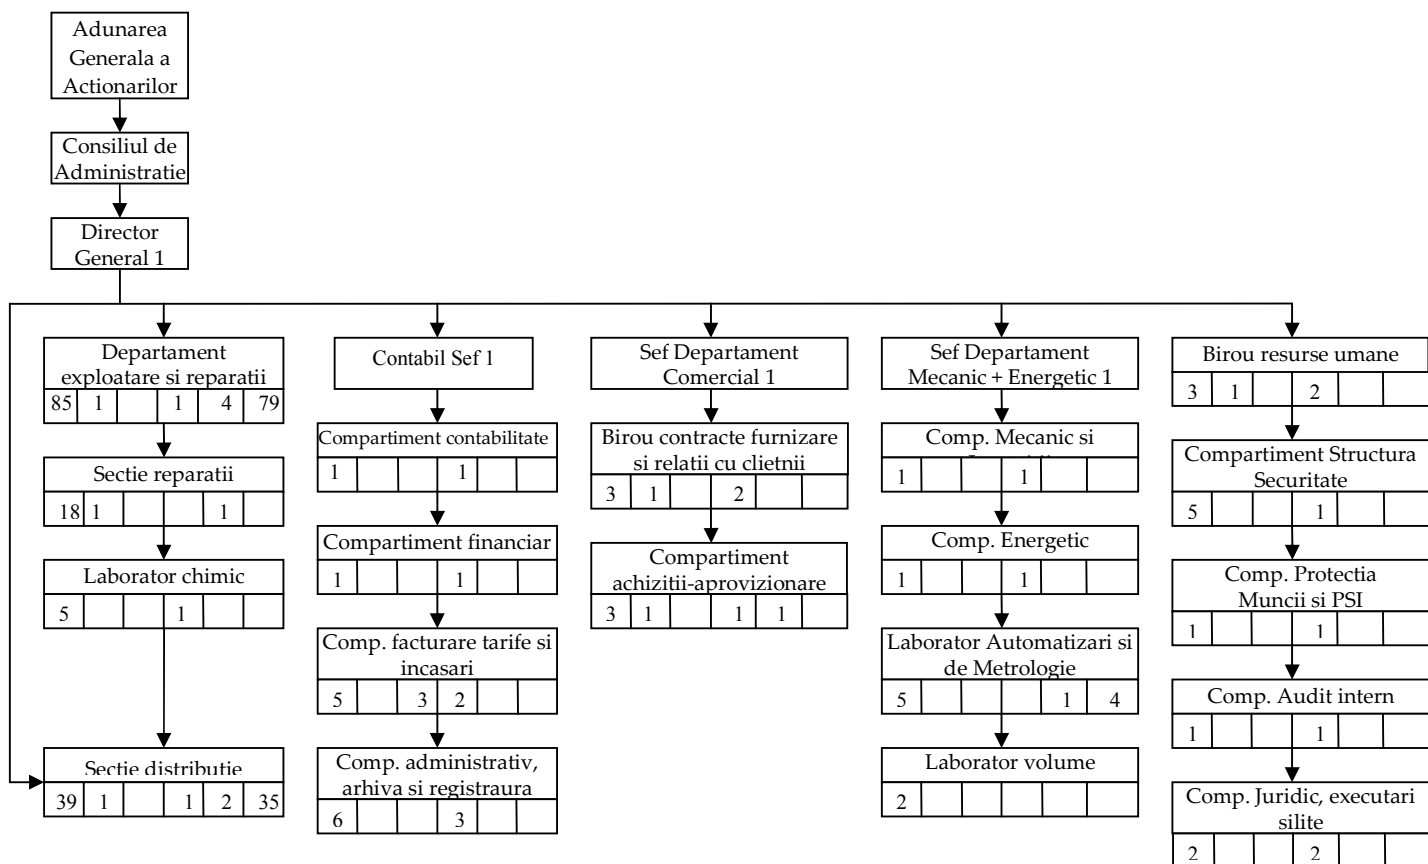 Adunarea
Generala a
Actionarilor
Consiliul de
Administratie
Director
General 1
Departament
exploatare si reparatii
85 1 1 4 79
Sectie reparatii
18 1 1
Laborator chimic
5 1
Sectie distributie
39 1 1 2 35
Contabil Sef 1
Compartiment contabilitate
1 1
Compartiment financiar
1 1
Comp. facturare tarife si
incasari
5 3 2
Comp. administrativ,
arhiva si registraura
6 3
Sef Departament
Comercial 1
Birou contracte furnizare
si relatii cu clietnii
3 1 2
Compartiment
achizitii-aprovizionare
3 1 1 1
Sef Departament
Mecanic + Energetic 1
Comp. Mecanic si
1 1
Comp. Energetic
1 1
Laborator Automatizari si
de Metrologie
5 1 4
Laborator volume
2
Birou resurse umane
3 1 2
Compartiment Structura
Securitate
5 1
Comp. Protectia
Muncii si PSI
1 1
Comp. Audit intern
1 1
Comp. Juridic, executari
silite
2 2